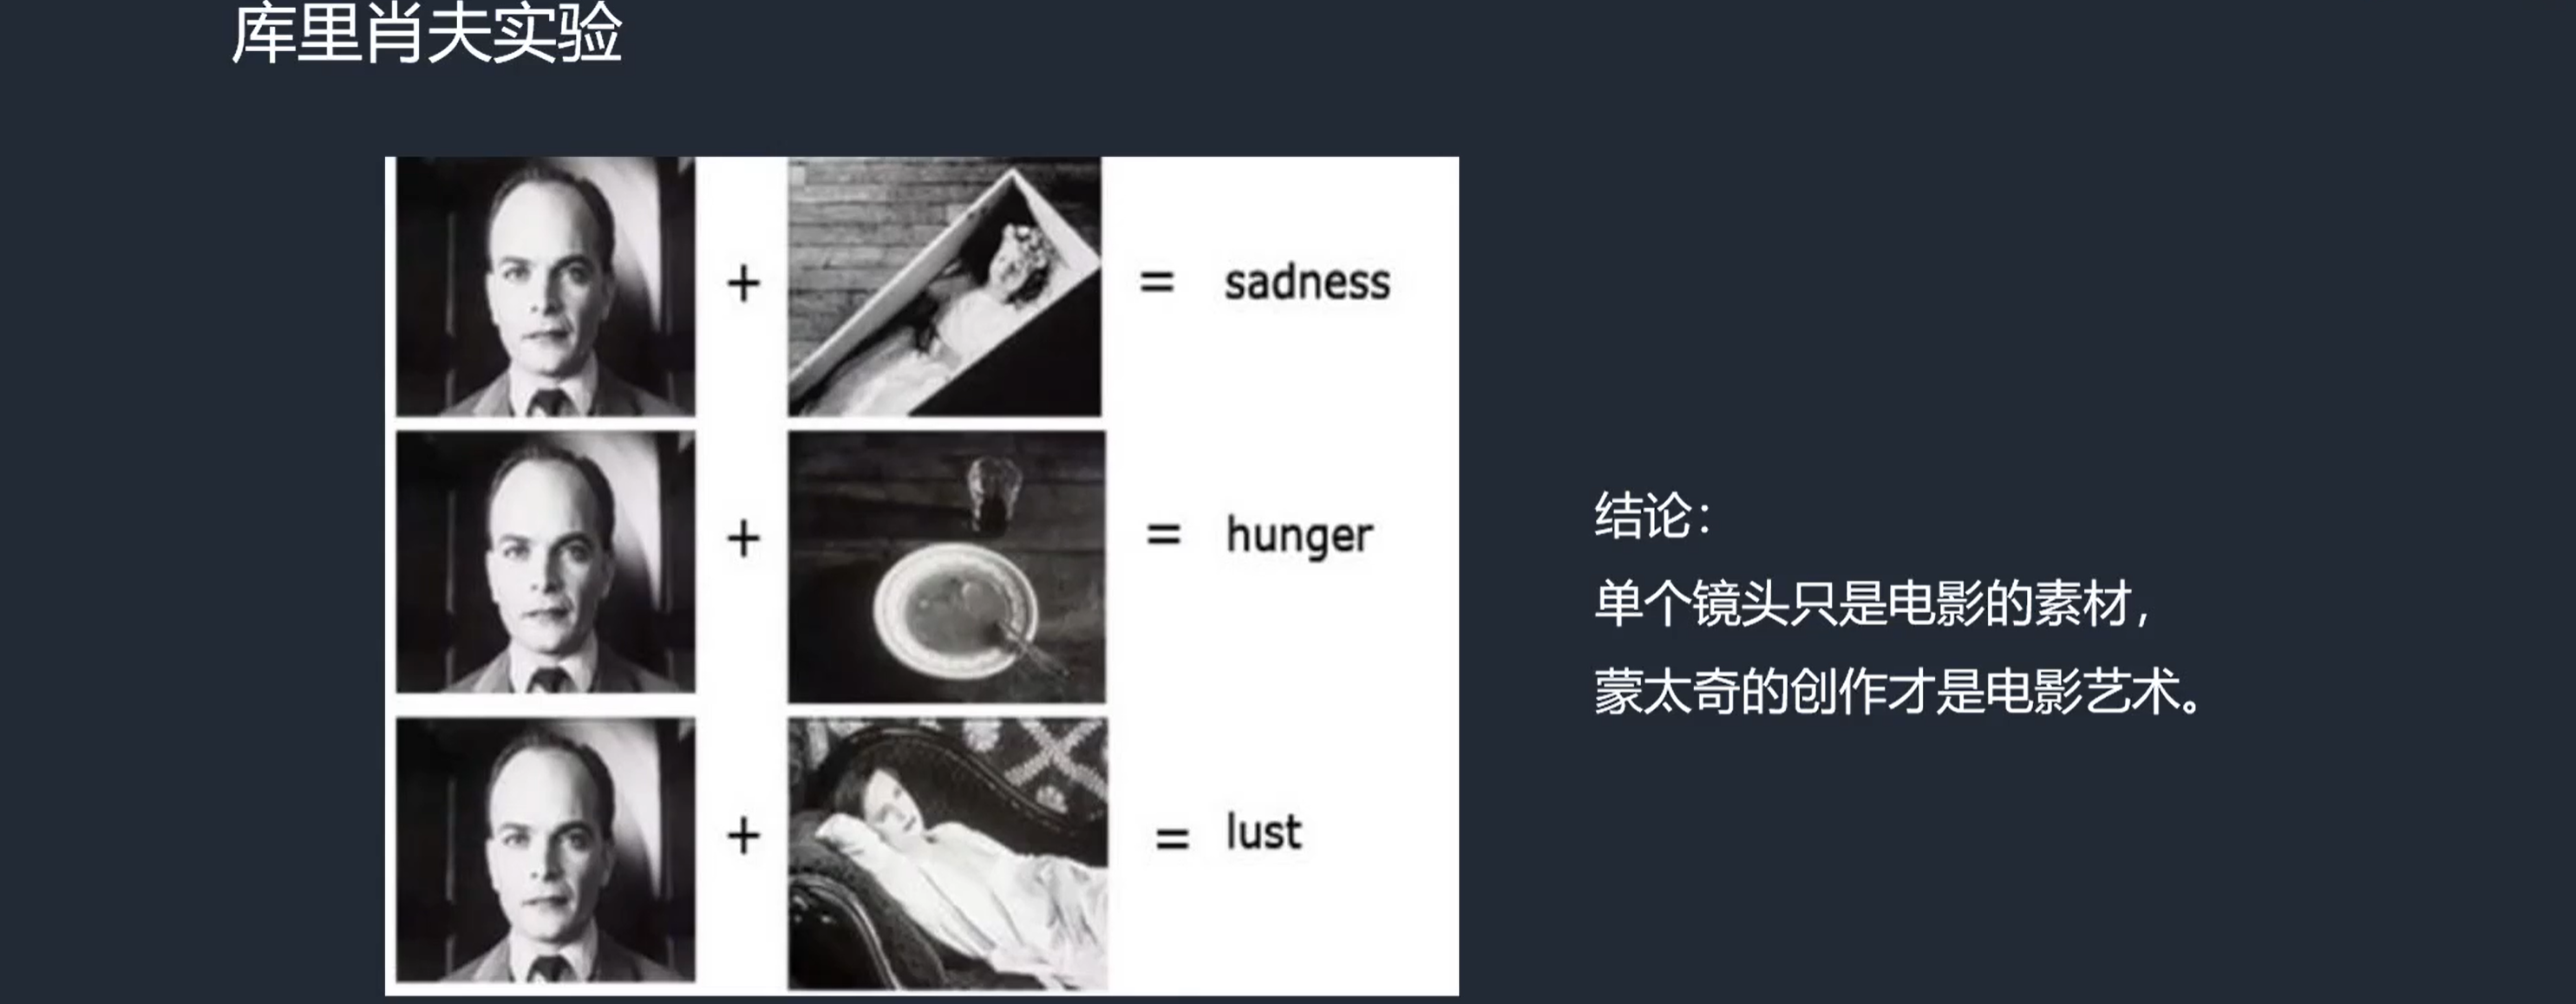 库里肖夫实验
+ = sadness
+ = hunger
+ = lust
结论：
单个镜头只是电影的素材，
蒙太奇的创作才是电影艺术。